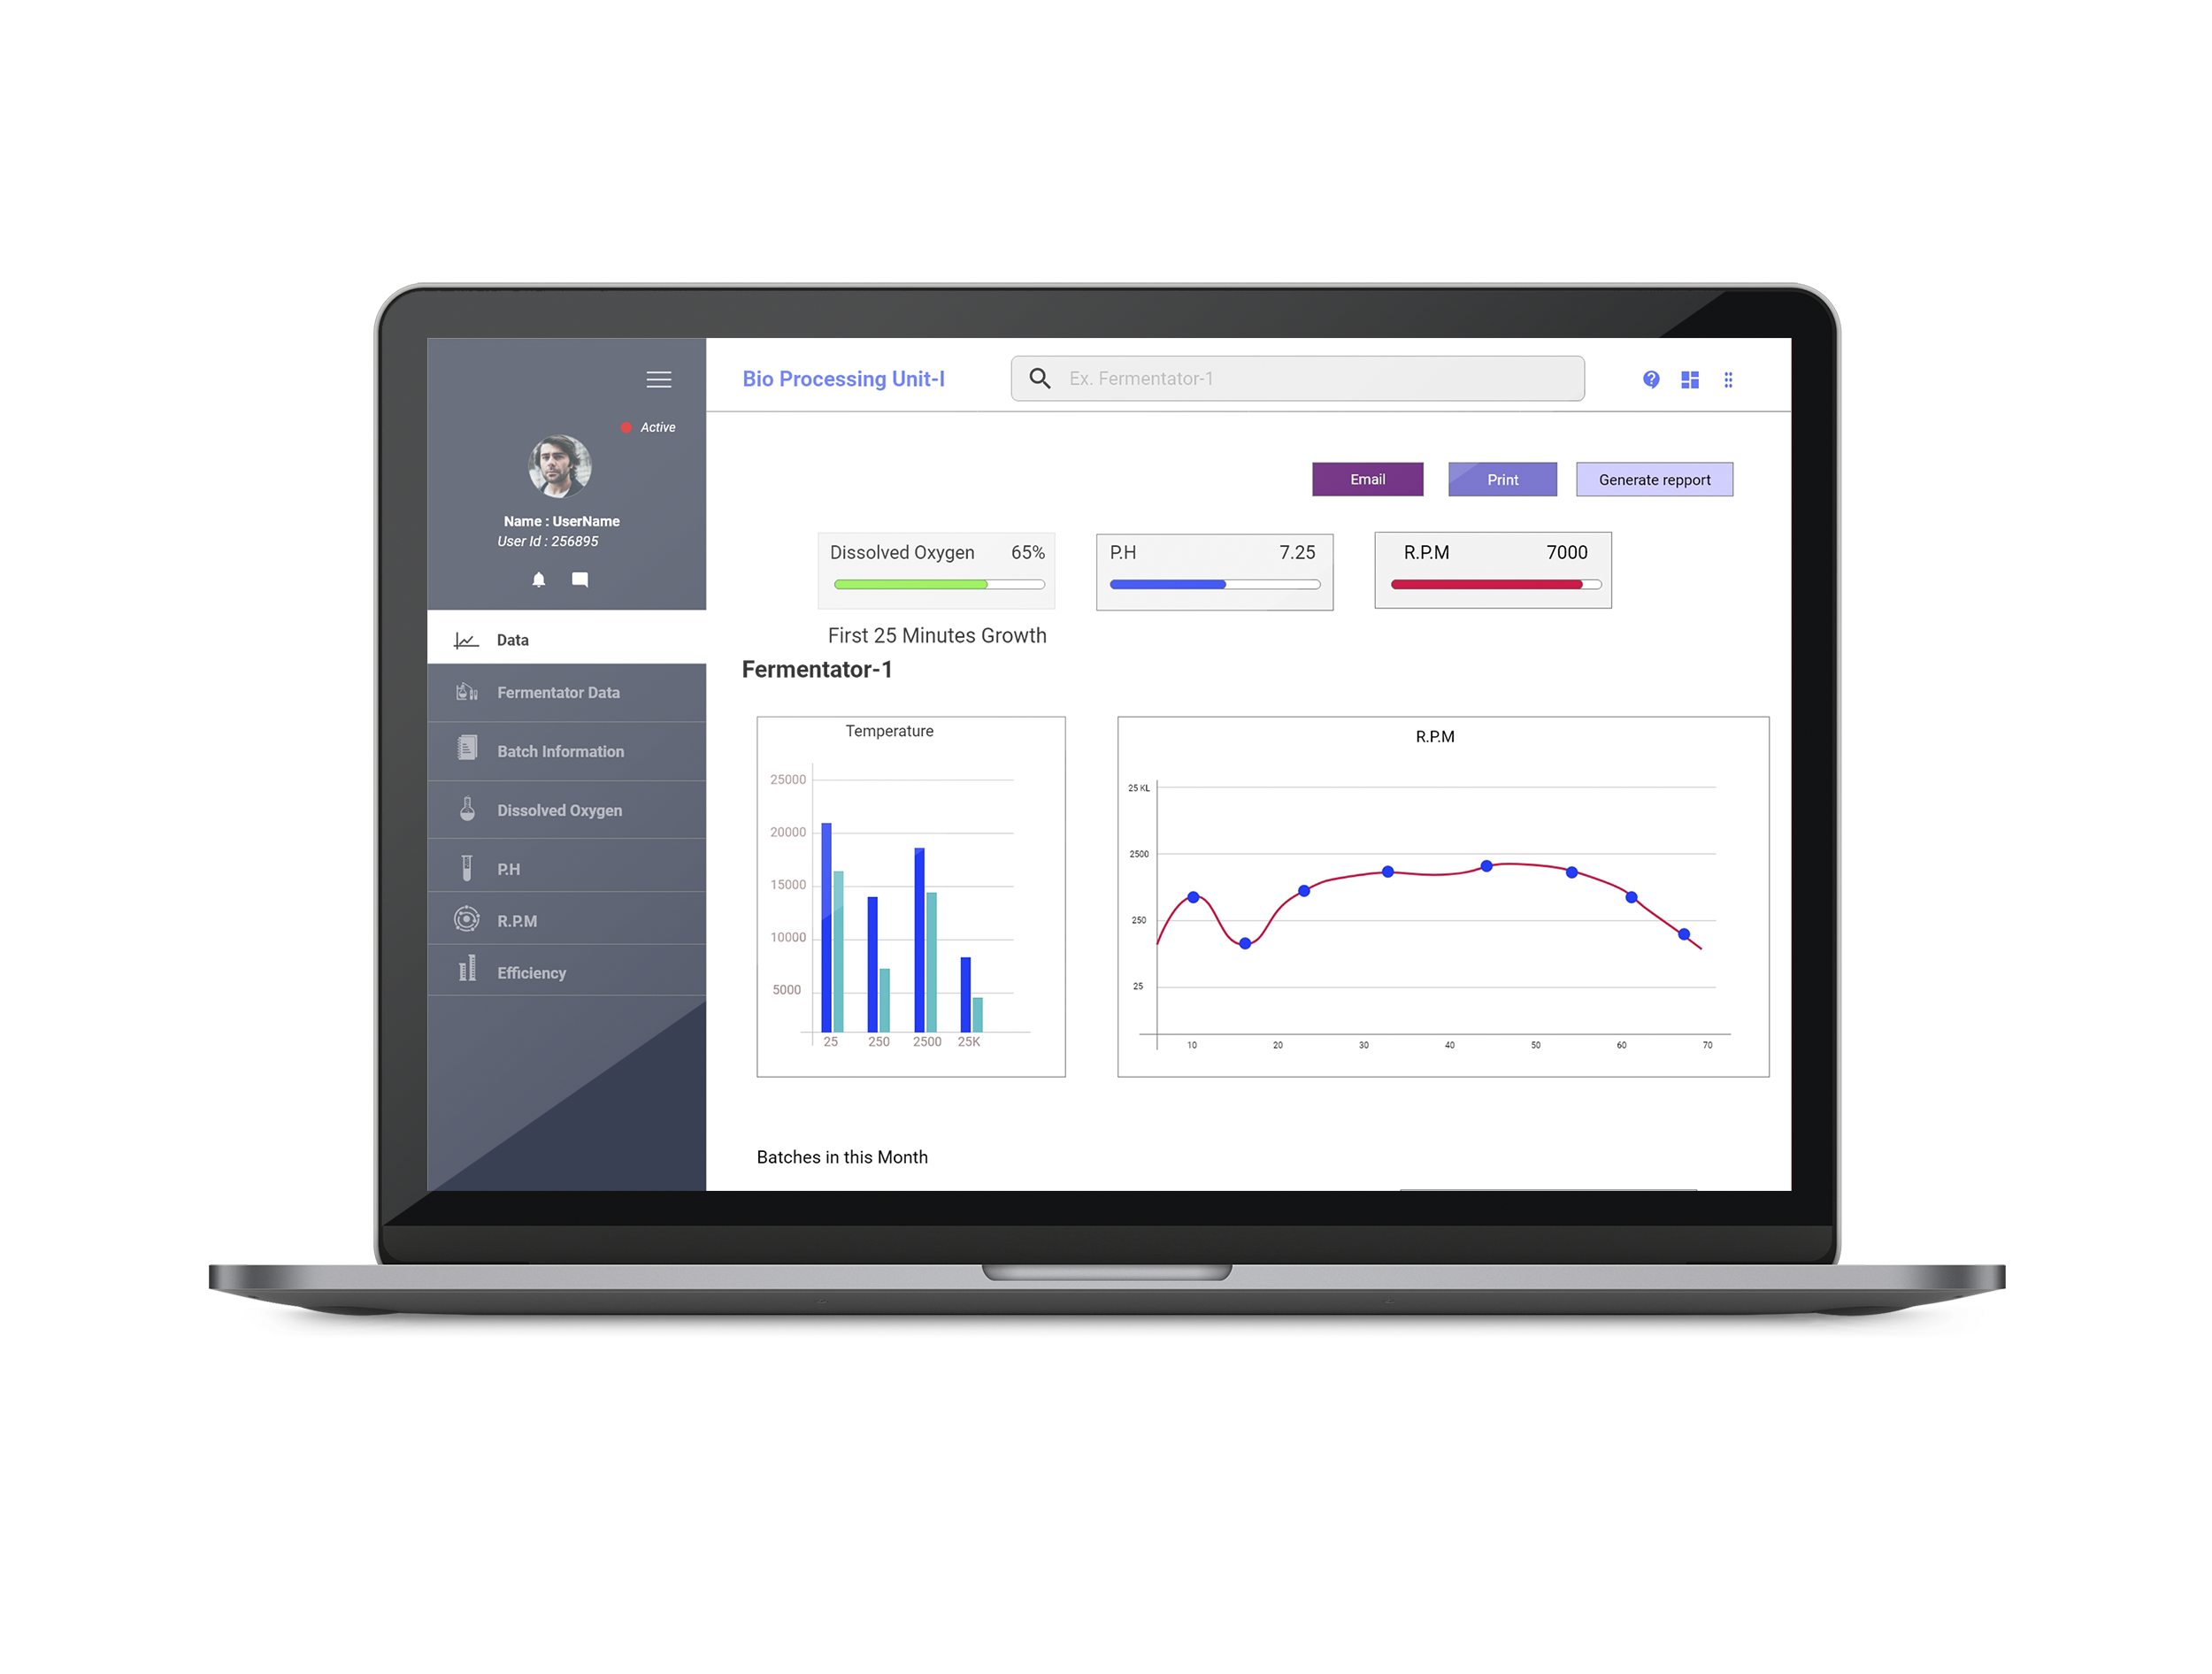 Bio Processing Unit-I
Ex. Fermentator-1
Active
Name : UserName
User Id : 256895
Email
Print
Generate repport
Dissolved Oxygen 65%
P.H 7.25
R.P.M 7000
First 25 Minutes Growth
Fermentator-1
Data
Fermentator Data
Batch Information
Dissolved Oxygen
P.H
R.P.M
Efficiency
Temperature
25000
20000
15000
10000
5000
25 250 2500 25K
R.P.M
25 KL
2500
250
25
10 20 30 40 50 60 70
Batches in this Month